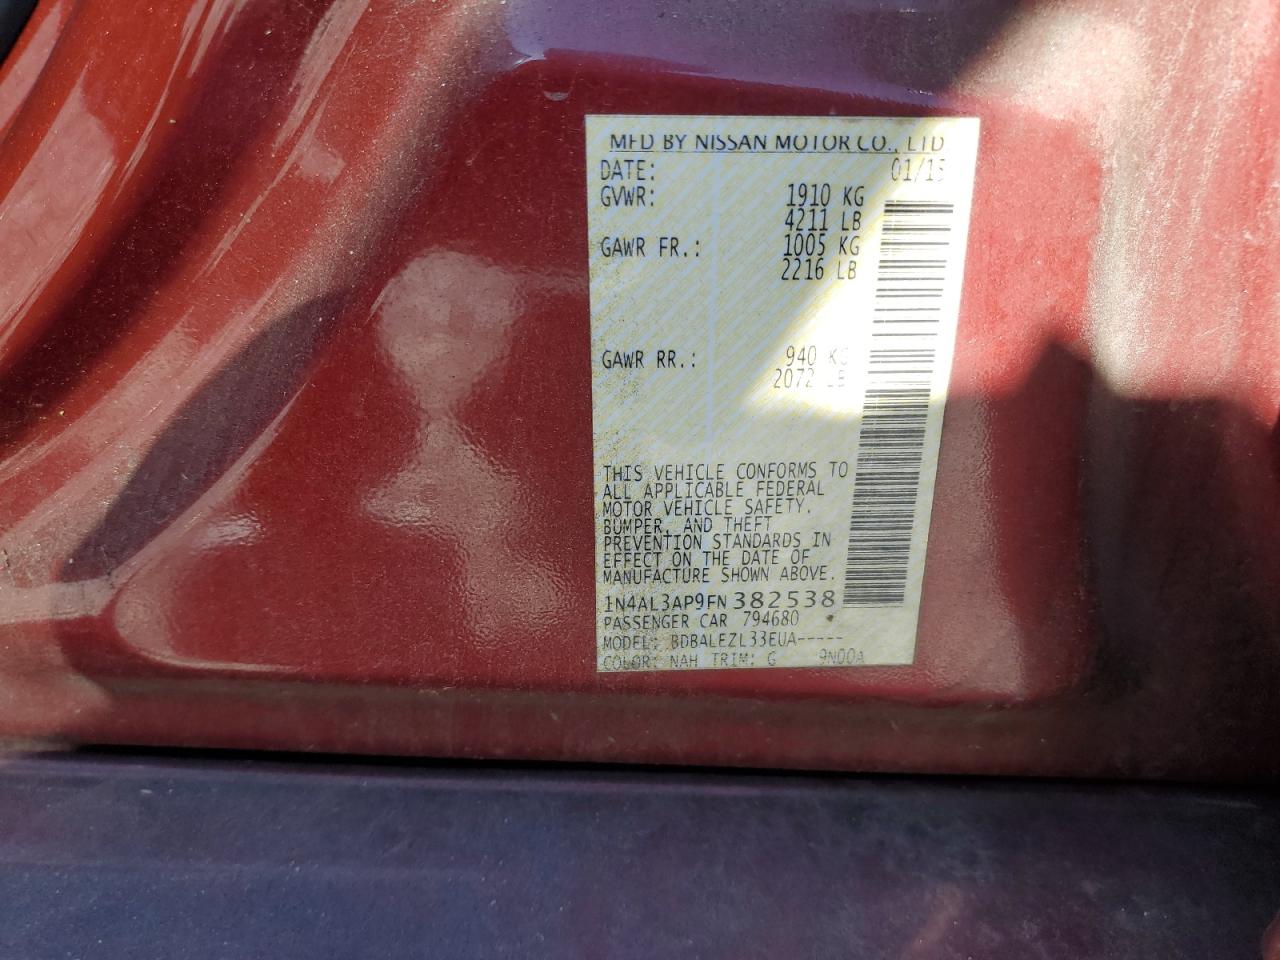 MFD BY NISSAN MOTOR CO., LTD
DATE: 01/15
GVWR: 1910 KG
4211 LB
GAWR FR.: 1005 KG
2216 LB
GAWR RR.: 940 KG
2072 LB
THIS VEHICLE CONFORMS TO
ALL APPLICABLE FEDERAL
MOTOR VEHICLE SAFETY,
BUMPER, AND THEFT
PREVENTION STANDARDS IN
EFFECT ON THE DATE OF
MANUFACTURE SHOWN ABOVE.
1N4AL3AP9FN382538
PASSENGER CAR 794680
MODEL: BDBALEZL33EUA-----
COLOR: NAH TRIM: G 9N00A